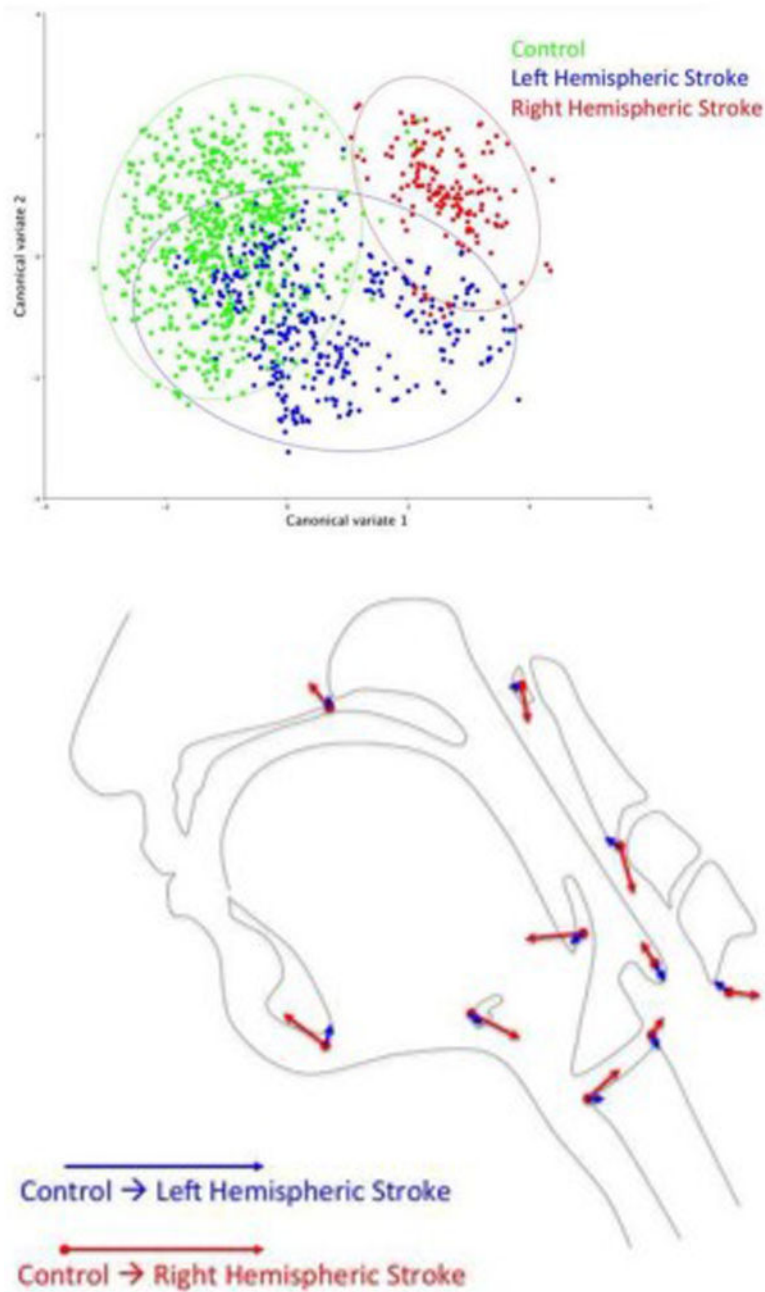 Control
Left Hemispheric Stroke
Right Hemispheric Stroke
Canonical variate 2
Canonical variate 1
Control → Left Hemispheric Stroke
Control → Right Hemispheric Stroke